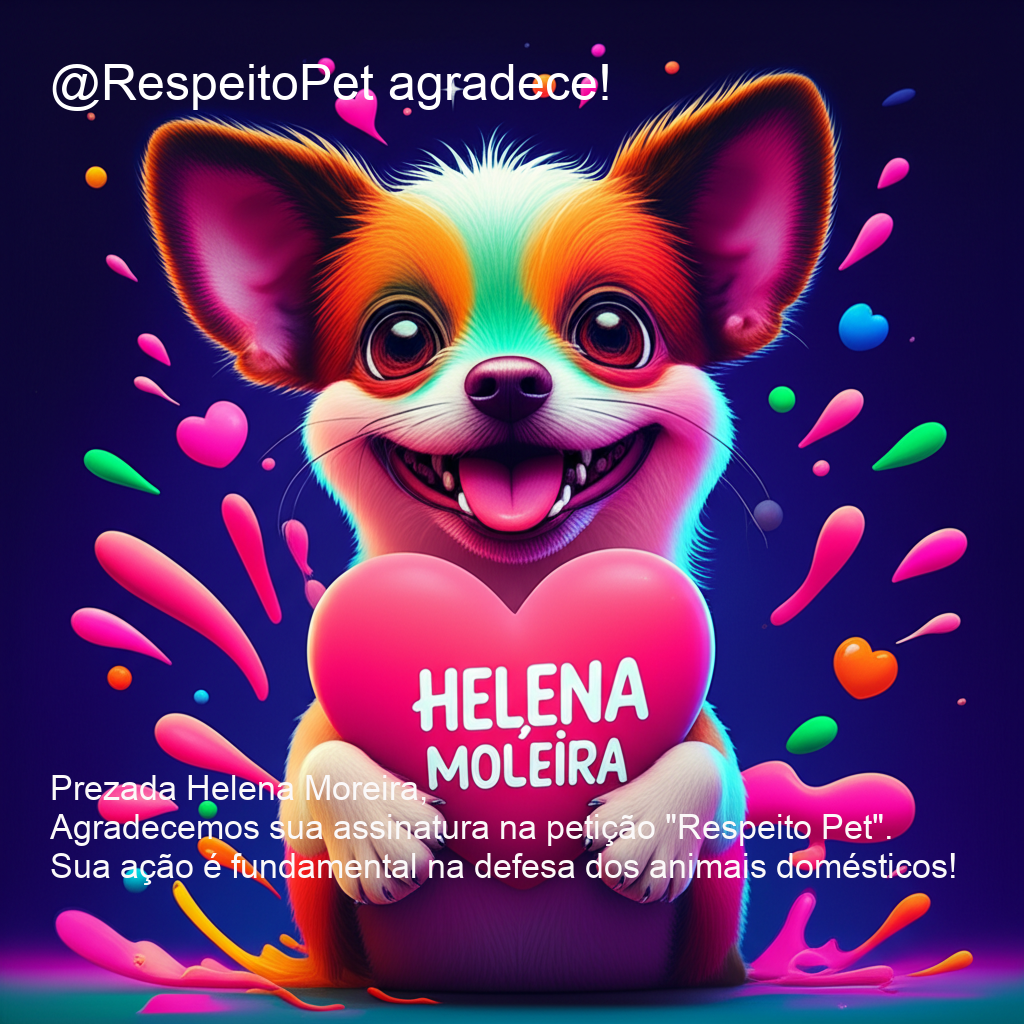 @RespeitoPet agradece!
HELENA
MOLEIRA
Prezada Helena Moreira,
Agradecemos sua assinatura na petição "Respeito Pet".
Sua ação é fundamental na defesa dos animais domésticos!